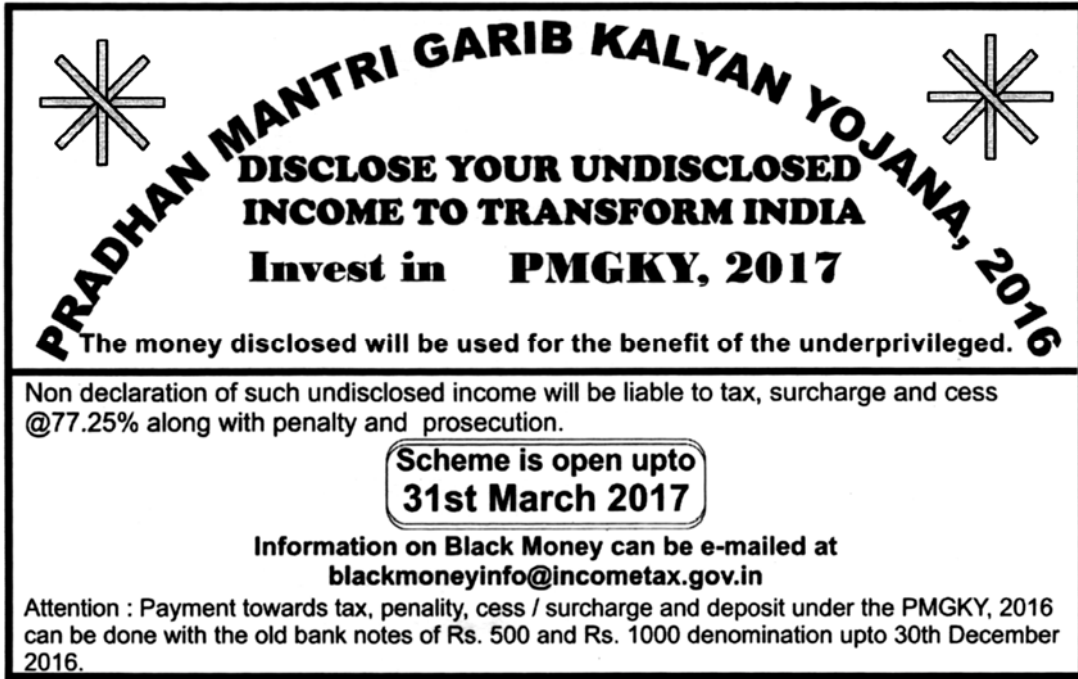 PRADHAN MANTRI GARIB KALYAN YOJANA, 2016
DISCLOSE YOUR UNDISCLOSED
INCOME TO TRANSFORM INDIA
Invest in PMGKY, 2017
The money disclosed will be used for the benefit of the underprivileged.
Non declaration of such undisclosed income will be liable to tax, surcharge and cess
@77.25% along with penalty and prosecution.
Scheme is open upto
31st March 2017
Information on Black Money can be e-mailed at
blackmoneyinfo@incometax.gov.in
Attention : Payment towards tax, penality, cess / surcharge and deposit under the PMGKY, 2016
can be done with the old bank notes of Rs. 500 and Rs. 1000 denomination upto 30th December
2016.